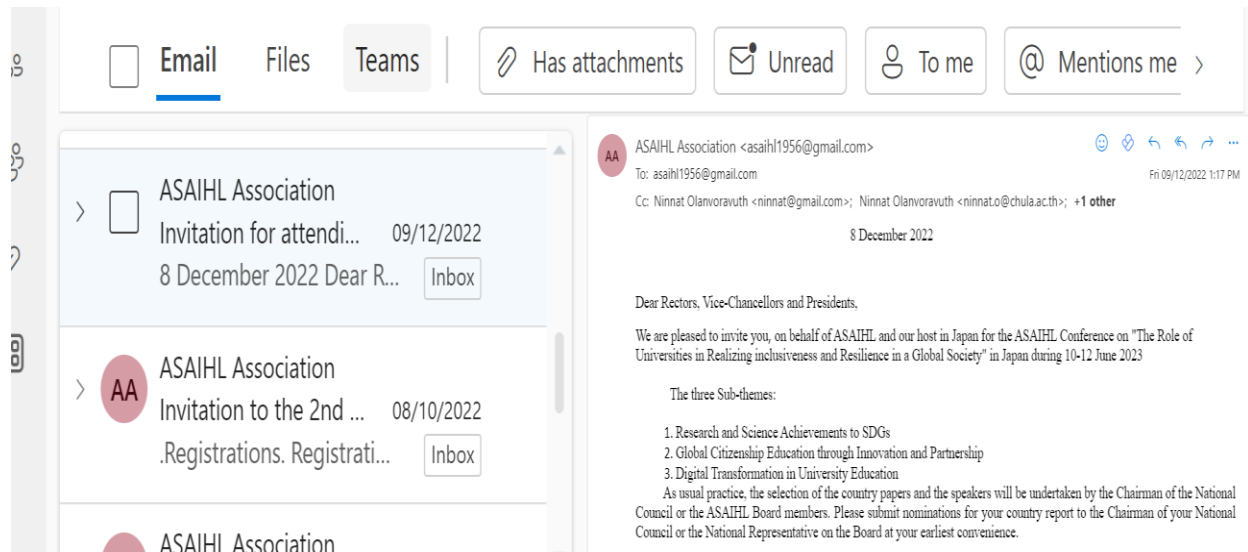 Email Files Teams Has attachments Unread To me @ Mentions me
ASAIHL Association
Invitation for attendi... 09/12/2022
8 December 2022 Dear R... Inbox
AA
ASAIHL Association
Invitation to the 2nd ... 08/10/2022
.Registrations. Registrati... Inbox
ASAIHL Association
AA
ASAIHL Association <asaihl1956@gmail.com>
To: asaihl1956@gmail.com Fri 09/12/2022 1:17 PM
Cc: Ninnat Olanvoravuth <ninnat@gmail.com>; Ninnat Olanvoravuth <ninnat.o@chula.ac.th>; +1 other
8 December 2022
Dear Rectors, Vice-Chancellors and Presidents,
We are pleased to invite you, on behalf of ASAIHL and our host in Japan for the ASAIHL Conference on "The Role of
Universities in Realizing inclusiveness and Resilience in a Global Society" in Japan during 10-12 June 2023
The three Sub-themes:
1. Research and Science Achievements to SDGs
2. Global Citizenship Education through Innovation and Partnership
3. Digital Transformation in University Education
As usual practice, the selection of the country papers and the speakers will be undertaken by the Chairman of the National
Council or the ASAIHL Board members. Please submit nominations for your country report to the Chairman of your National
Council or the National Representative on the Board at your earliest convenience.